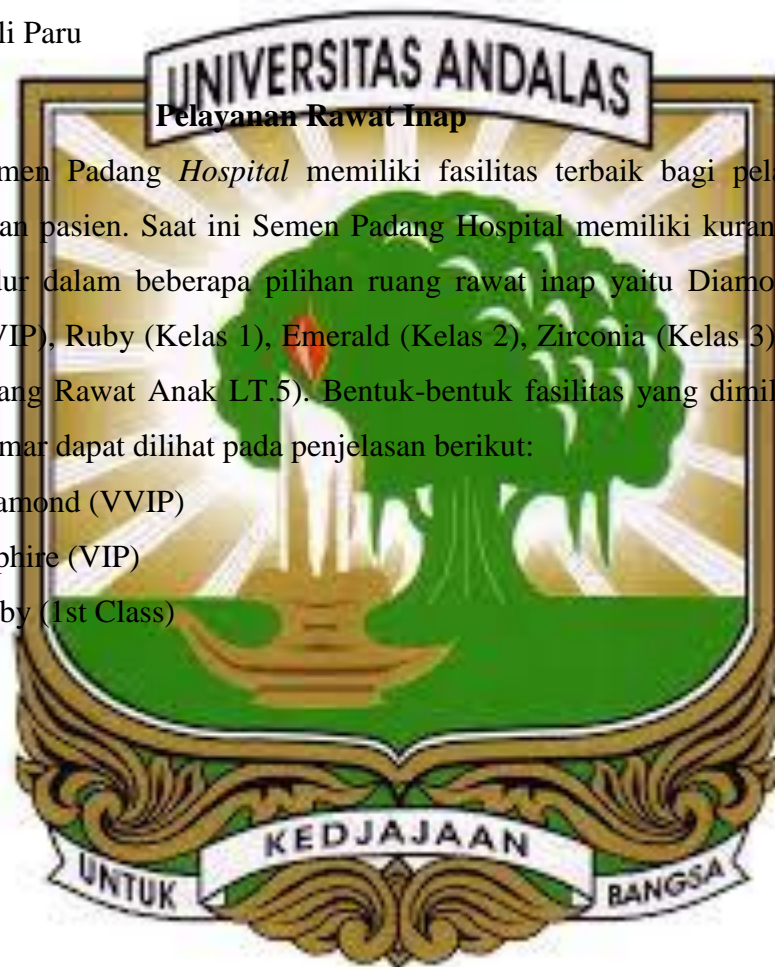 li Paru
UNIVERSITAS ANDALAS
Pelayanan Rawat Inap
men Padang Hospital memiliki fasilitas terbaik bagi pela
an pasien. Saat ini Semen Padang Hospital memiliki kuran
ur dalam beberapa pilihan ruang rawat inap yaitu Diamo
VIP), Ruby (Kelas 1), Emerald (Kelas 2), Zirconia (Kelas 3)
ang Rawat Anak LT.5). Bentuk-bentuk fasilitas yang dimil
mar dapat dilihat pada penjelasan berikut:
amond (VVIP)
phire (VIP)
by (1st Class)
UNTUK KEDJAJAAN BANGSA